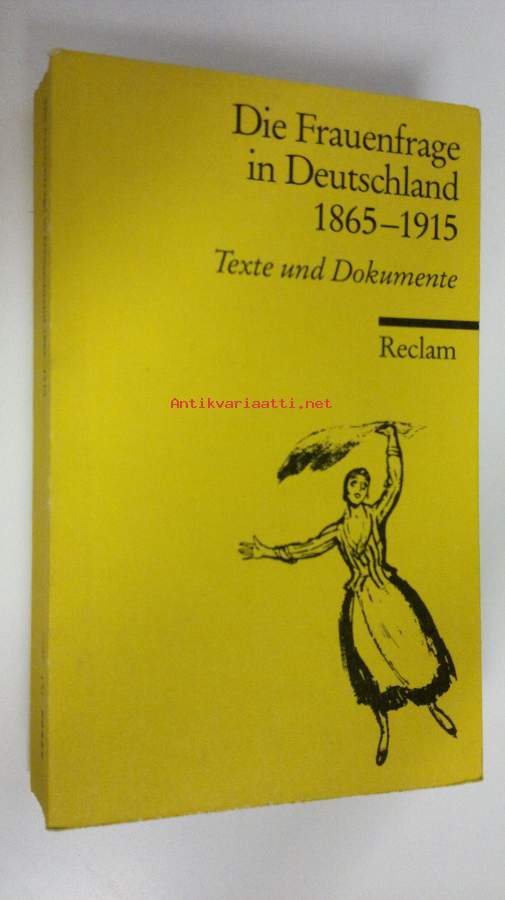 Die Frauenfrage
in Deutschland
1865–1915
Texte und Dokumente
Reclam
Antikvariaatti.net